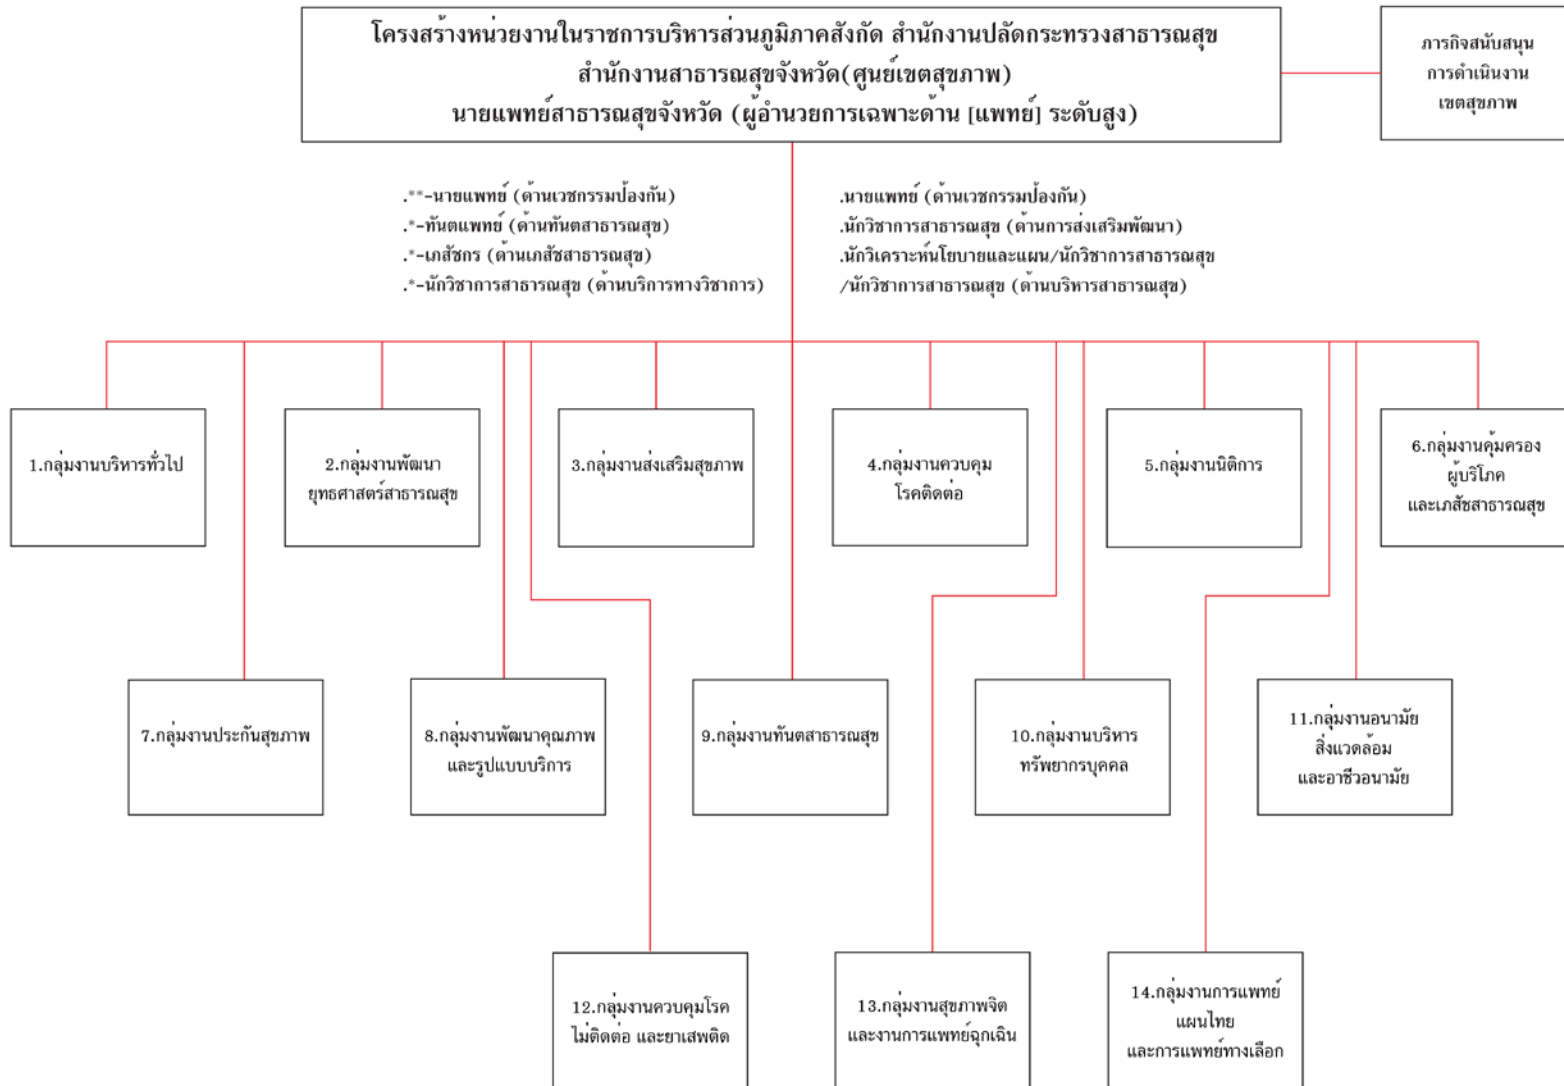 โครงสร้างหน่วยงานในราชการบริหารส่วนภูมิภาคสังกัด สำนักงานปลัดกระทรวงสาธารณสุข
สำนักงานสาธารณสุขจังหวัด(ศูนย์เขตสุขภาพ)
นายแพทย์สาธารณสุขจังหวัด (ผู้อำนวยการเฉพาะด้าน [แพทย์] ระดับสูง)
ภารกิจสนับสนุน
การดำเนินงาน
เขตสุขภาพ
.**-นายแพทย์ (ด้านเวชกรรมป้องกัน)
.*-ทันตแพทย์ (ด้านทันตสาธารณสุข)
.*-เภสัชกร (ด้านเภสัชสาธารณสุข)
.*-นักวิชาการสาธารณสุข (ด้านบริการทางวิชาการ)
.นายแพทย์ (ด้านเวชกรรมป้องกัน)
.นักวิชาการสาธารณสุข (ด้านการส่งเสริมพัฒนา)
.นักวิเคราะห์นโยบายและแผน/นักวิชาการสาธารณสุข
/นักวิชาการสาธารณสุข (ด้านบริหารสาธารณสุข)
1.กลุ่มงานบริหารทั่วไป
2.กลุ่มงานพัฒนา
ยุทธศาสตร์สาธารณสุข
3.กลุ่มงานส่งเสริมสุขภาพ
4.กลุ่มงานควบคุม
โรคติดต่อ
5.กลุ่มงานนิติการ
6.กลุ่มงานคุ้มครอง
ผู้บริโภค
และเภสัชสาธารณสุข
7.กลุ่มงานประกันสุขภาพ
8.กลุ่มงานพัฒนาคุณภาพ
และรูปแบบบริการ
9.กลุ่มงานทันตสาธารณสุข
10.กลุ่มงานบริหาร
ทรัพยากรบุคคล
11.กลุ่มงานอนามัย
สิ่งแวดล้อม
และอาชีวอนามัย
12.กลุ่มงานควบคุมโรค
ไม่ติดต่อ และยาเสพติด
13.กลุ่มงานสุขภาพจิต
และงานการแพทย์ฉุกเฉิน
14.กลุ่มงานการแพทย์
แผนไทย
และการแพทย์ทางเลือก